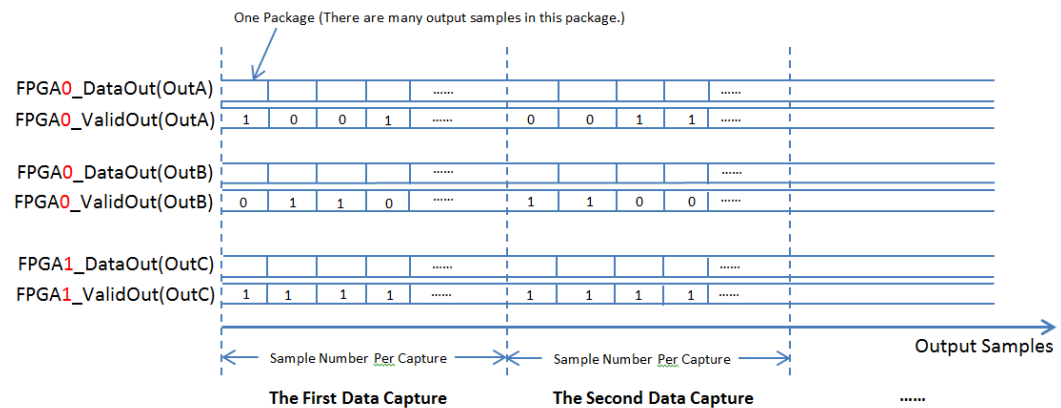 One Package (There are many output samples in this package.)
FPGA0_DataOut(OutA) ...... ......
FPGA0_ValidOut(OutA) 1 0 0 1 ...... 0 0 1 1 ......
FPGA0_DataOut(OutB) ...... ......
FPGA0_ValidOut(OutB) 0 1 1 0 ...... 1 1 0 0 ......
FPGA1_DataOut(OutC) ...... ......
FPGA1_ValidOut(OutC) 1 1 1 1 ...... 1 1 1 1 ......
Output Samples
Sample Number Per Capture Sample Number Per Capture
The First Data Capture The Second Data Capture ......